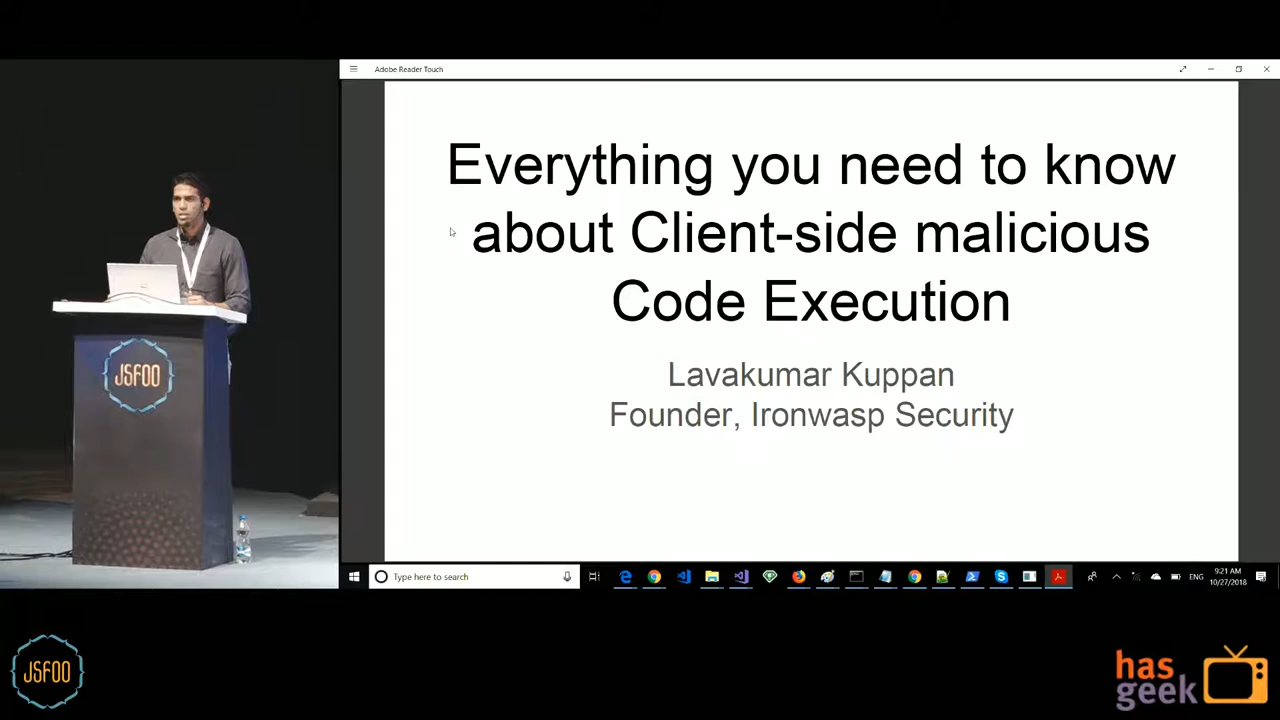 Adobe Reader Touch
Everything you need to know
about Client-side malicious
Code Execution
Lavakumar Kuppan
Founder, Ironwasp Security
JSFOO
Type here to search
ENG
9:21 AM
10/27/2018
JSFOO
has
geek